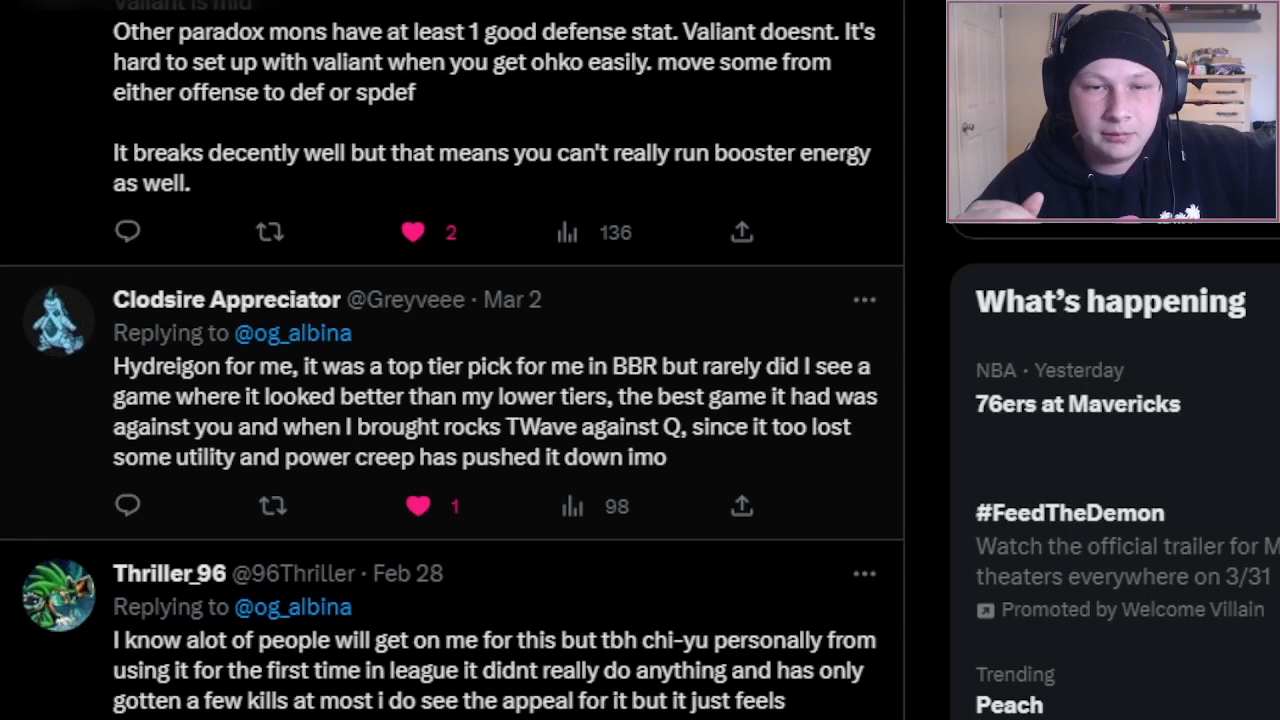 Valiant is mid
Other paradox mons have at least 1 good defense stat. Valiant doesnt. It's
hard to set up with valiant when you get ohko easily. move some from
either offense to def or spdef
It breaks decently well but that means you can't really run booster energy
as well.
2
136
Clodsire Appreciator @Greyveee · Mar 2
Replying to @og_albina
Hydreigon for me, it was a top tier pick for me in BBR but rarely did I see a
game where it looked better than my lower tiers, the best game it had was
against you and when I brought rocks TWave against Q, since it too lost
some utility and power creep has pushed it down imo
1
98
Thriller_96 @96Thriller · Feb 28
Replying to @og_albina
I know alot of people will get on me for this but tbh chi-yu personally from
using it for the first time in league it didnt really do anything and has only
gotten a few kills at most i do see the appeal for it but it just feels
What's happening
NBA · Yesterday
76ers at Mavericks
#FeedTheDemon
Watch the official trailer for M
theaters everywhere on 3/31
Promoted by Welcome Villain
Trending
Peach